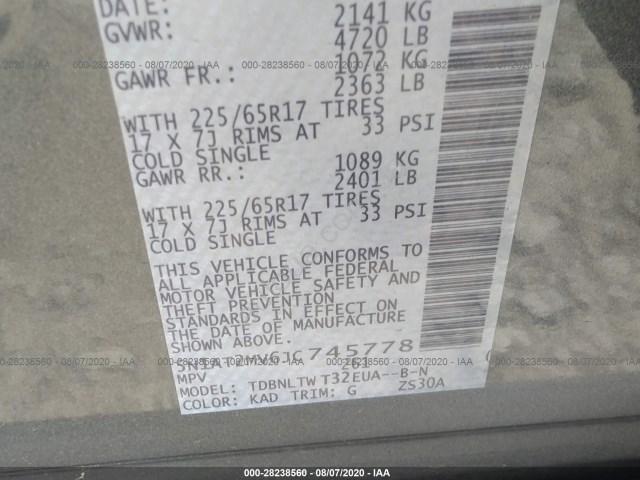 DATE:
GVWR: 2141 KG
4720 LB
GAWR FR.: 1072 KG
2363 LB
WITH 225/65R17 TIRES
17 X 7J RIMS AT 33 PSI
COLD SINGLE
GAWR RR.: 1089 KG
2401 LB
WITH 225/65R17 TIRES
17 X 7J RIMS AT 33 PSI
COLD SINGLE
THIS VEHICLE CONFORMS TO
ALL APPLICABLE FEDERAL
MOTOR VEHICLE SAFETY AND
THEFT PREVENTION
STANDARDS IN EFFECT ON
THE DATE OF MANUFACTURE
SHOWN ABOVE.
5N1AT2MV6JC745778
MPV
MODEL: TDBNLTW T32EUA--B-N
COLOR: KAD TRIM: G ZS30A
000-28238560 - 08/07/2020 - IAA